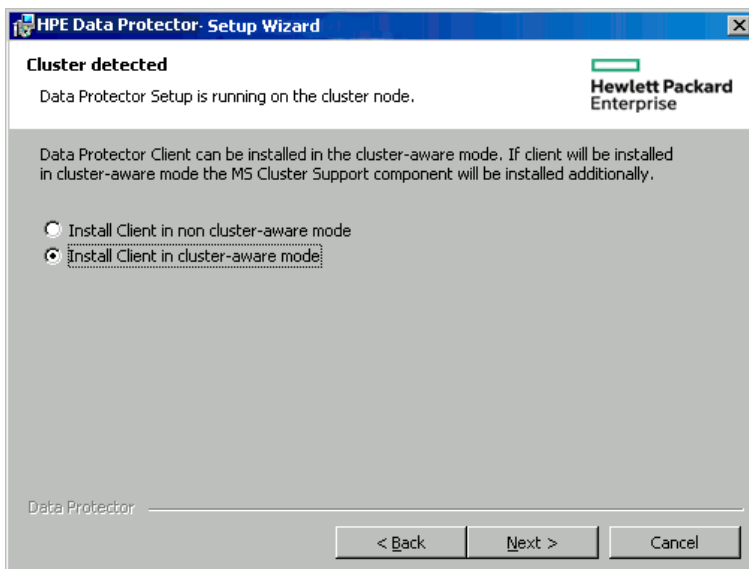 HPE Data Protector- Setup Wizard
Cluster detected
Data Protector Setup is running on the cluster node.
Hewlett Packard
Enterprise
Data Protector Client can be installed in the cluster-aware mode. If client will be installed
in cluster-aware mode the MS Cluster Support component will be installed additionally.
Install Client in non cluster-aware mode
Install Client in cluster-aware mode
Data Protector
< Back
Next >
Cancel